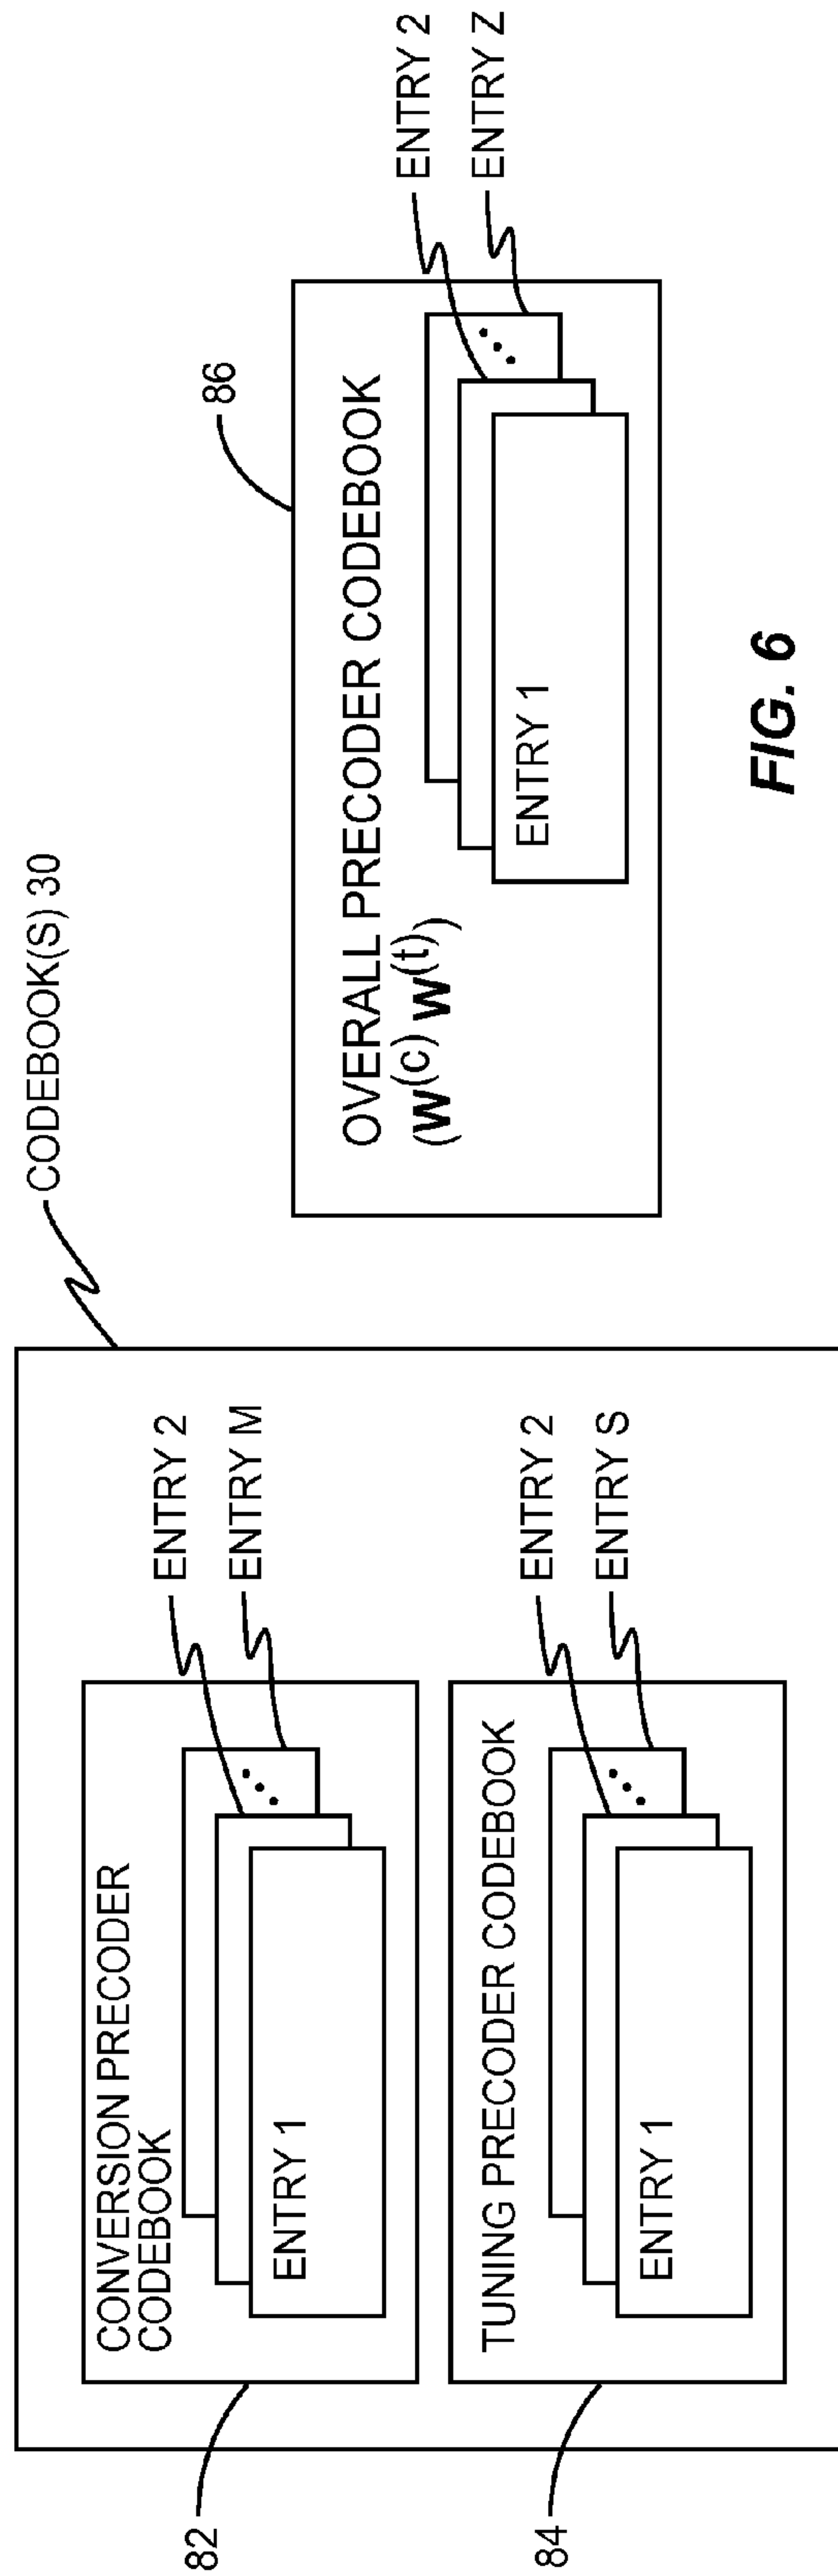 CODEBOOK(S) 30
82
CONVERSION PRECODER
CODEBOOK
ENTRY 1
ENTRY 2
ENTRY M
84
TUNING PRECODER CODEBOOK
ENTRY 1
ENTRY 2
ENTRY S
86
OVERALL PRECODER CODEBOOK
(W^(c) W^(t))
ENTRY 1
ENTRY 2
ENTRY Z
FIG. 6